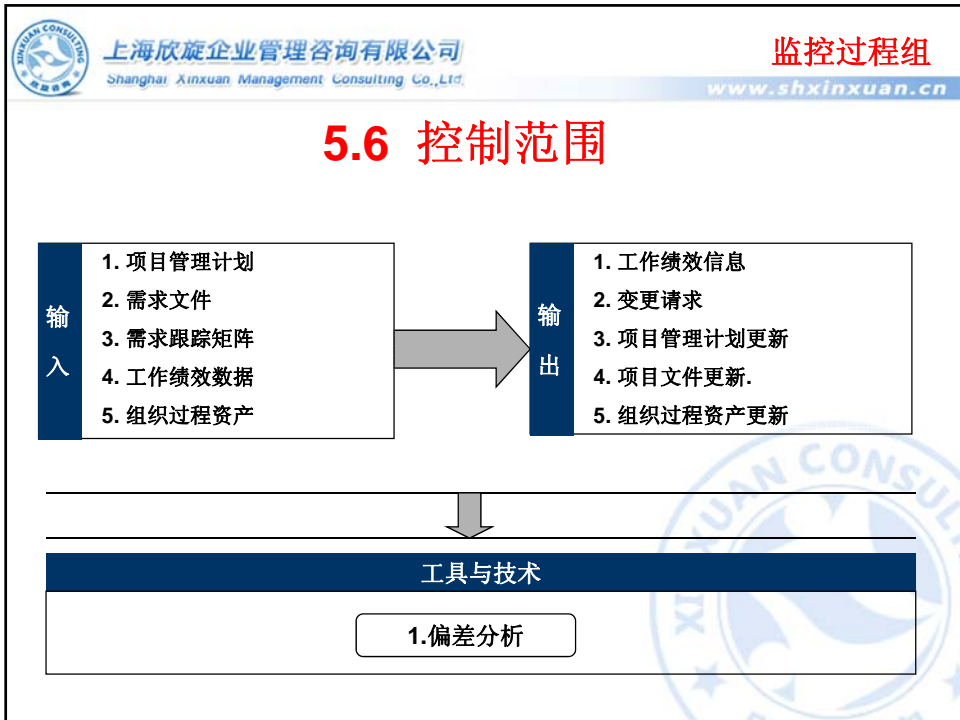 XINXUAN CONSULTING
欣旋咨询
上海欣旋企业管理咨询有限公司
Shanghai Xinxuan Management Consulting Co.,Ltd.
监控过程组
www.shxinxuan.cn
5.6 控制范围
输入
1. 项目管理计划
2. 需求文件
3. 需求跟踪矩阵
4. 工作绩效数据
5. 组织过程资产
输出
1. 工作绩效信息
2. 变更请求
3. 项目管理计划更新
4. 项目文件更新.
5. 组织过程资产更新
工具与技术
1.偏差分析